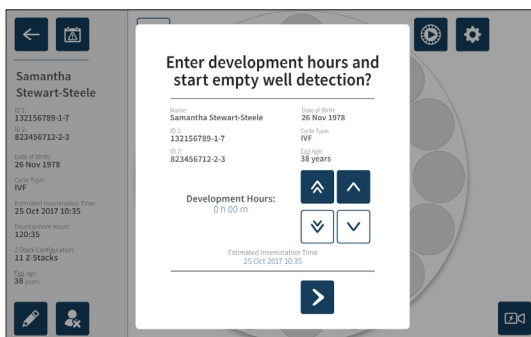 Samantha
Stewart-Steele
ID 1:
132156789-1-7
ID 2:
823456712-2-3
Date of Birth:
26 Nov 1978
Cycle Type:
IVF
Estimated Insemination Time:
25 Oct 2017 10:35
Development Hours:
120:35
Z-Stack Configuration:
11 Z-Stacks
Egg age:
38 years
Enter development hours and
start empty well detection?
Name:
Samantha Stewart-Steele
Date of Birth:
26 Nov 1978
ID 1:
132156789-1-7
Cycle Type:
IVF
ID 2:
823456712-2-3
Egg Age:
38 years
Development Hours:
0 h 00 m
Estimated Insemination Time
25 Oct 2017 10:35